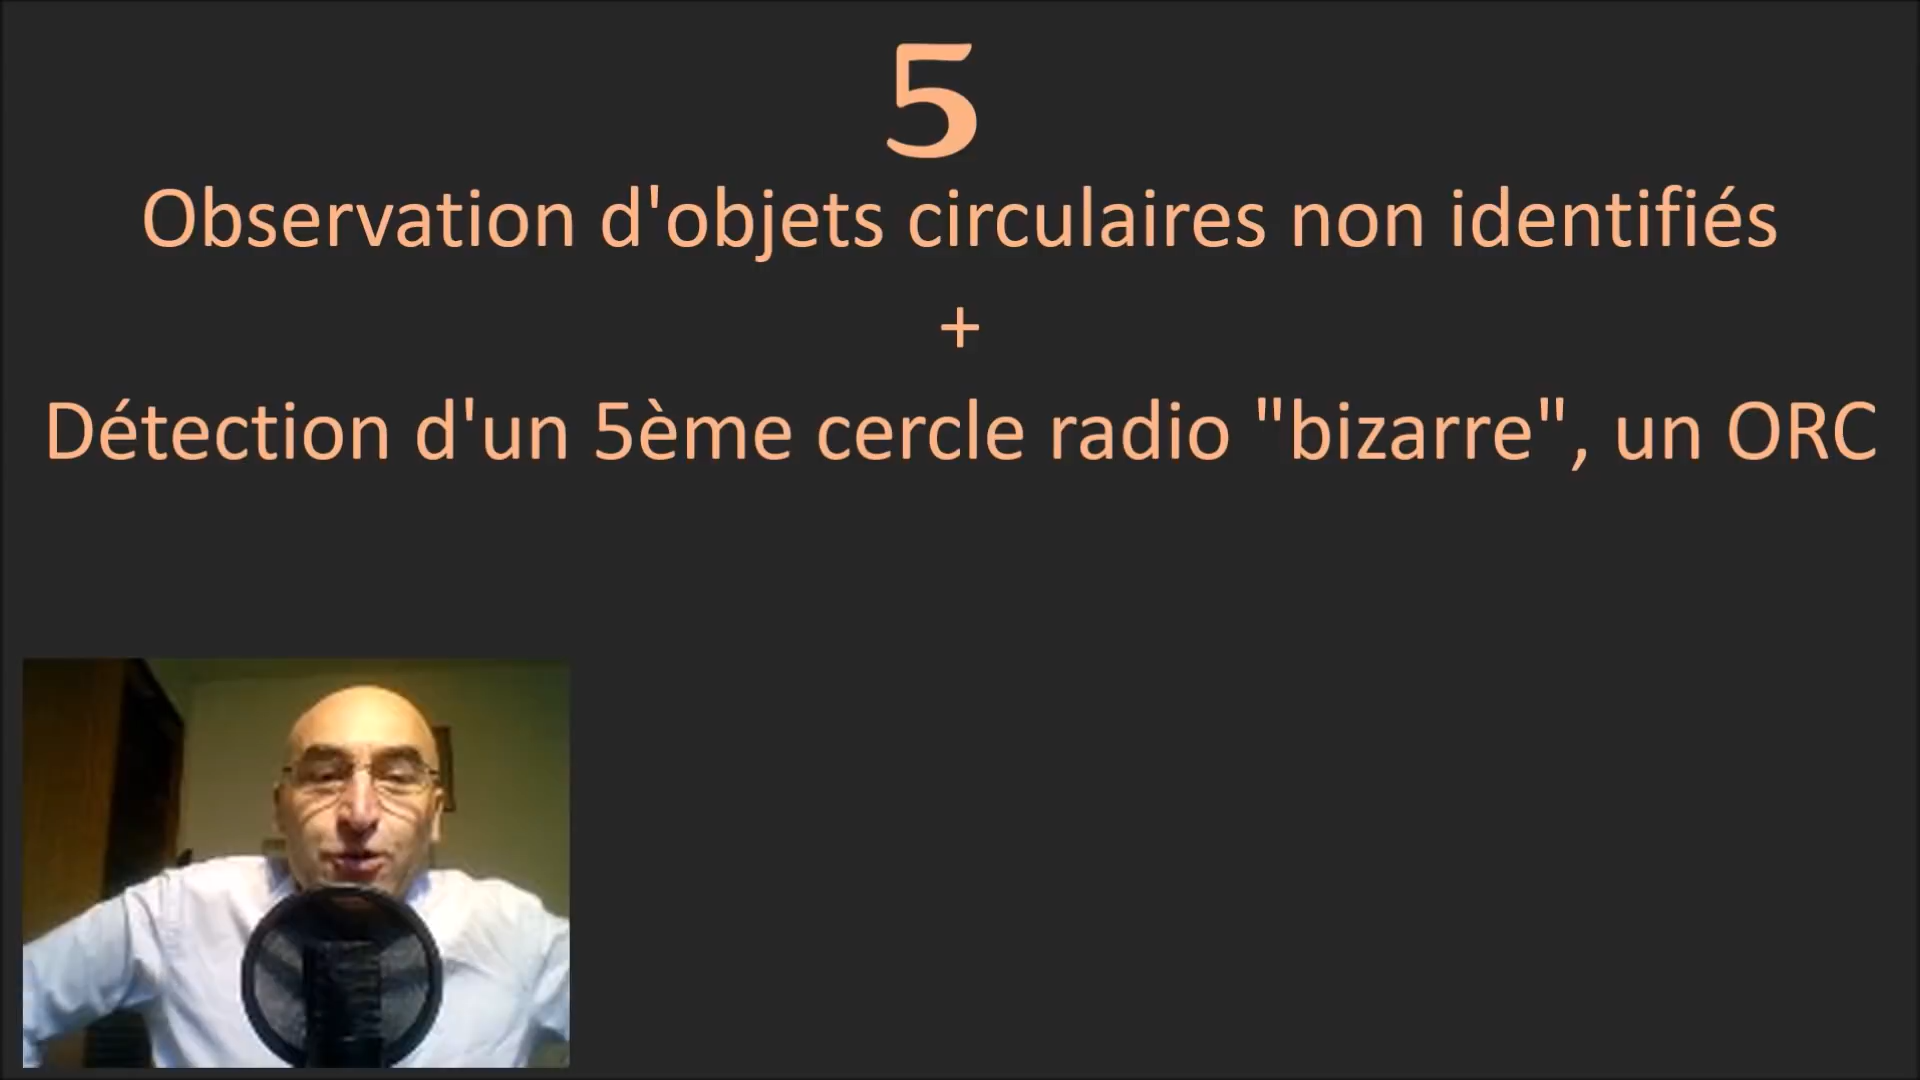 5
Observation d'objets circulaires non identifiés
+
Détection d'un 5ème cercle radio "bizarre", un ORC